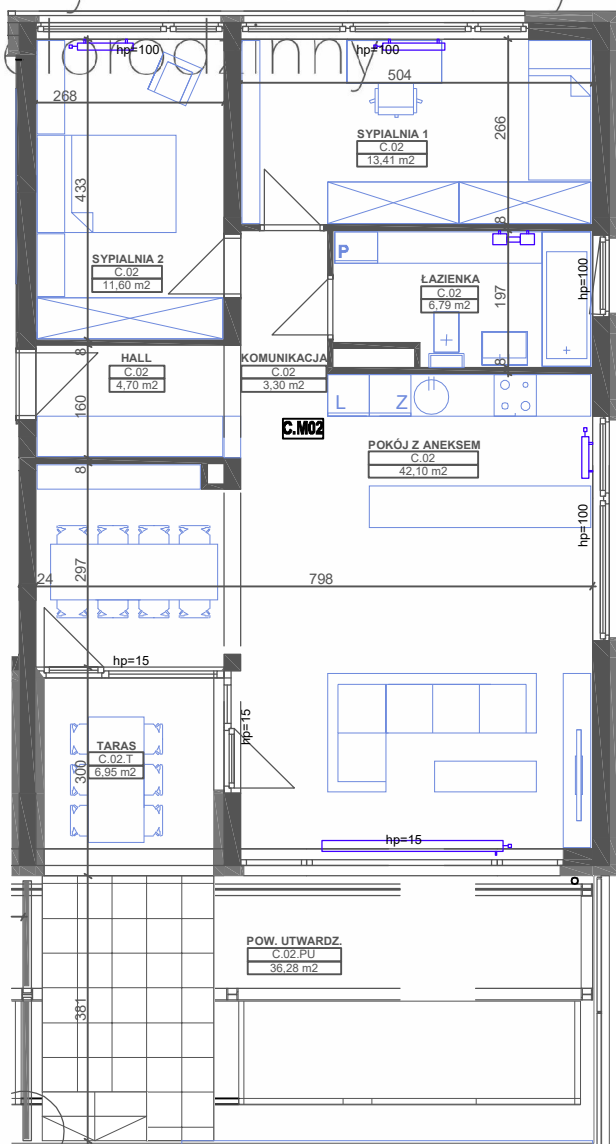 hp=100
hp=100
504
268
SYPIALNIA 1
C.02
13,41 m2
266
433
8
P
SYPIALNIA 2
C.02
11,60 m2
ŁAZIENKA
C.02
6,79 m2
197
hp=100
8
HALL
C.02
4,70 m2
KOMUNIKACJA
C.02
3,30 m2
8
160
L
Z
C.M02
POKÓJ Z ANEKSEM
C.02
42,10 m2
8
hp=100
297
24
798
hp=15
hp=15
TARAS
C.02.T
6,95 m2
300
hp=15
POW. UTWARDZ.
C.02.PU
36,28 m2
381